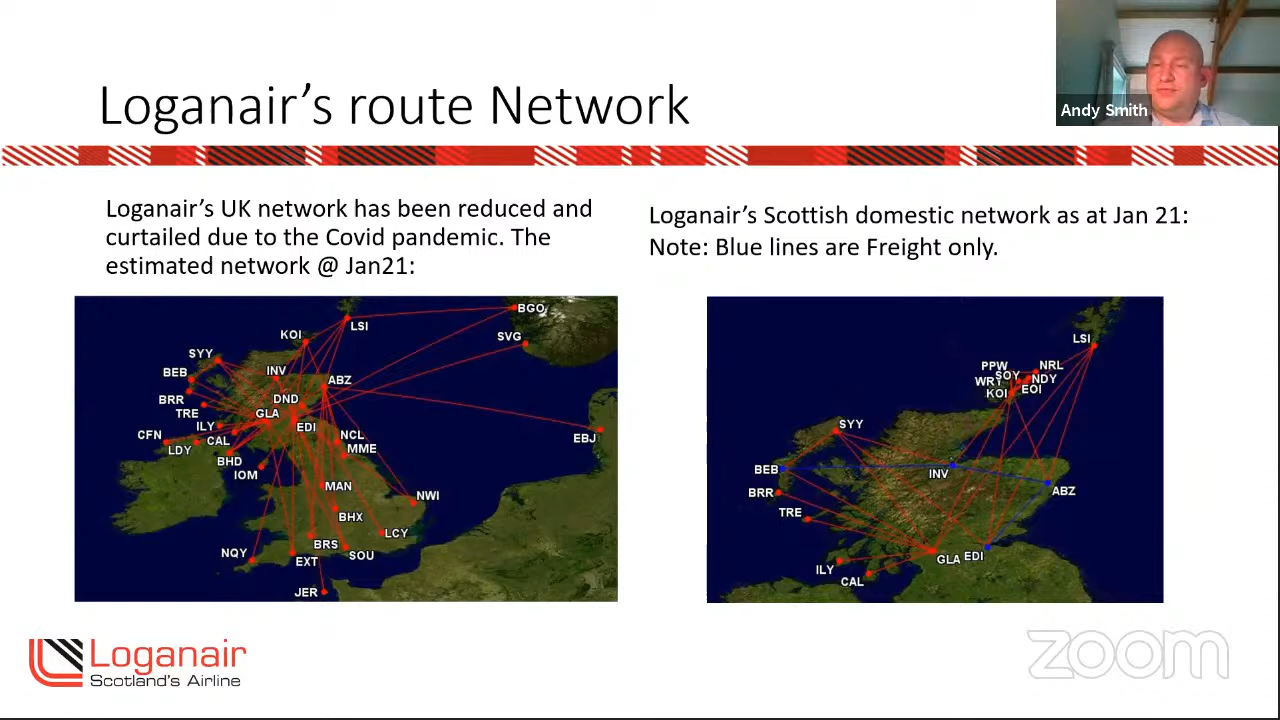 Andy Smith
Loganair's route Network
Loganair's UK network has been reduced and
curtailed due to the Covid pandemic. The
estimated network @ Jan21:
Loganair's Scottish domestic network as at Jan 21:
Note: Blue lines are Freight only.
BGO
LSI
SVG
KOI
SYY
INV
BEB
ABZ
BRR
DND
TRE
GLA
ILY
EDI
CFN
CAL
NCL
EBJ
LDY
MME
BHD
IOM
MAN
NWI
BHX
LCY
BRS
SOU
NQY
EXT
JER
LSI
PPW
NRL
SOY
NDY
WRY
EOI
KOI
SYY
BEB
INV
ABZ
BRR
TRE
GLA
EDI
ILY
CAL
Loganair
Scotland's Airline
zoom